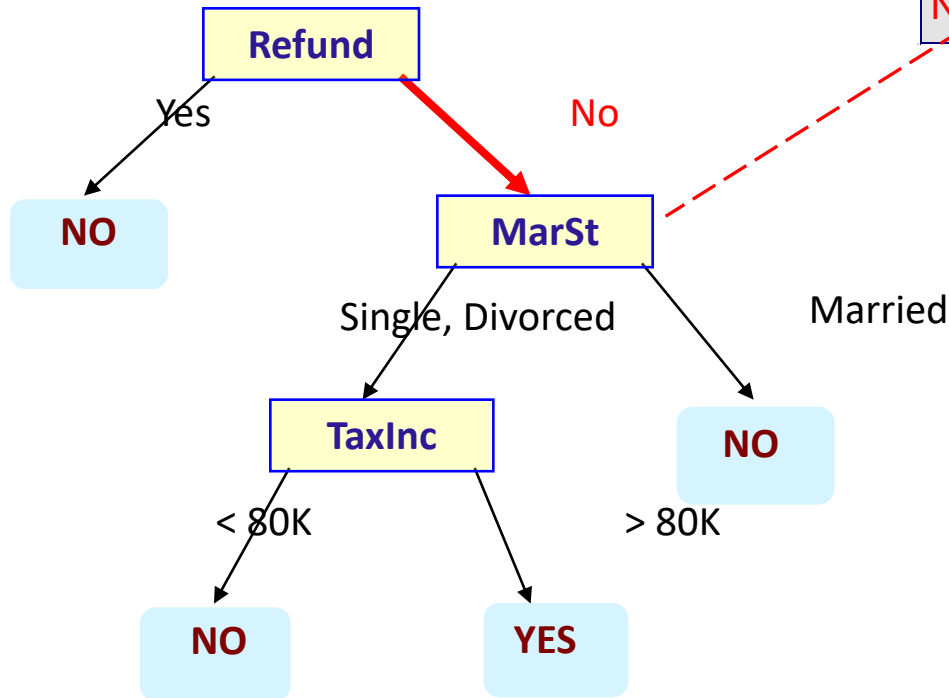 Refund
Yes
No
NO
MarSt
Single, Divorced
Married
TaxInc
NO
< 80K
> 80K
NO
YES